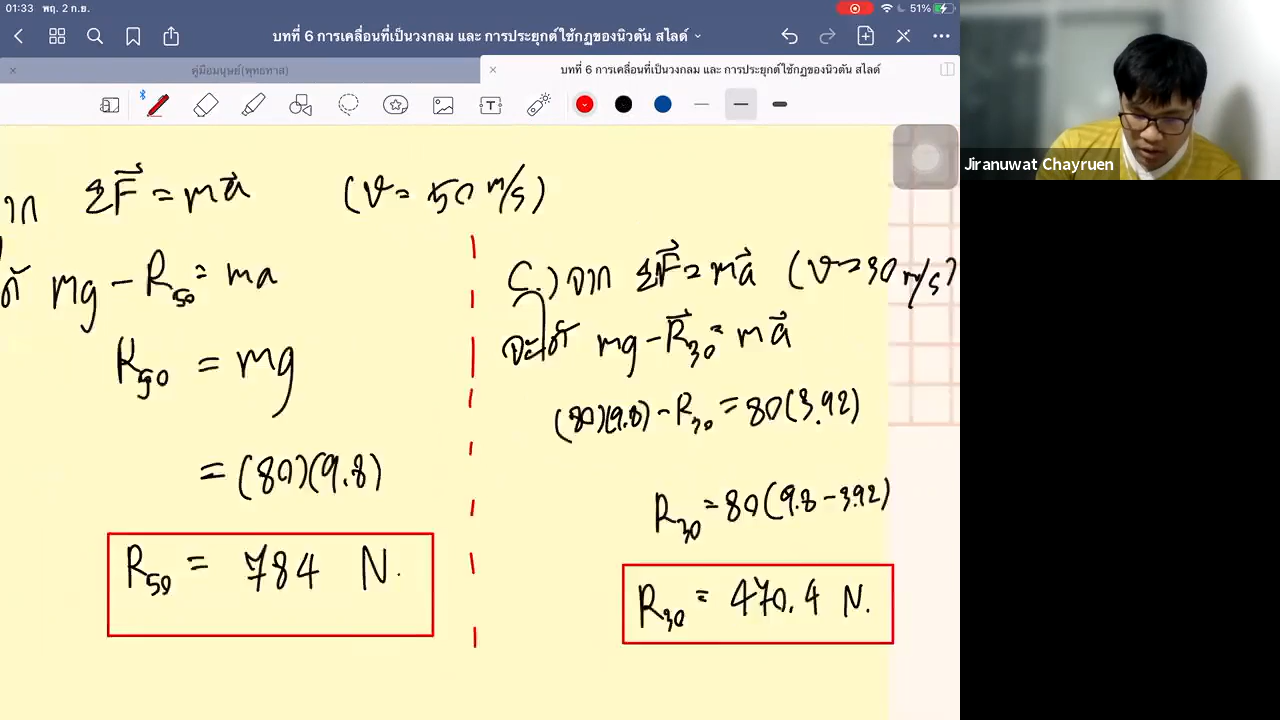 01:33 พฤ. 2 ก.ย.
51%
บทที่ 6 การเคลื่อนที่เป็นวงกลม และ การประยุกต์ใช้กฏของนิวตัน สไลด์
คู่มือมนุษย์(พุทธทาส)
บทที่ 6 การเคลื่อนที่เป็นวงกลม และ การประยุกต์ใช้กฏของนิวตัน สไลด์
Jiranuwat Chayruen
จาก ΣF⃗ = ma⃗ (v = 50 m/s)
mg - R₅₀ = ma
R₅₀ = mg
= (80)(9.8)
R₅₀ = 784 N.
C.) จาก ΣF⃗ = ma⃗ (v = 30 m/s)
จะได้ mg - R⃗₃₀ = ma⃗
(80)(9.8) - R₃₀ = 80(3.92)
R₃₀ = 80(9.8 - 3.92)
R₃₀ = 470.4 N.